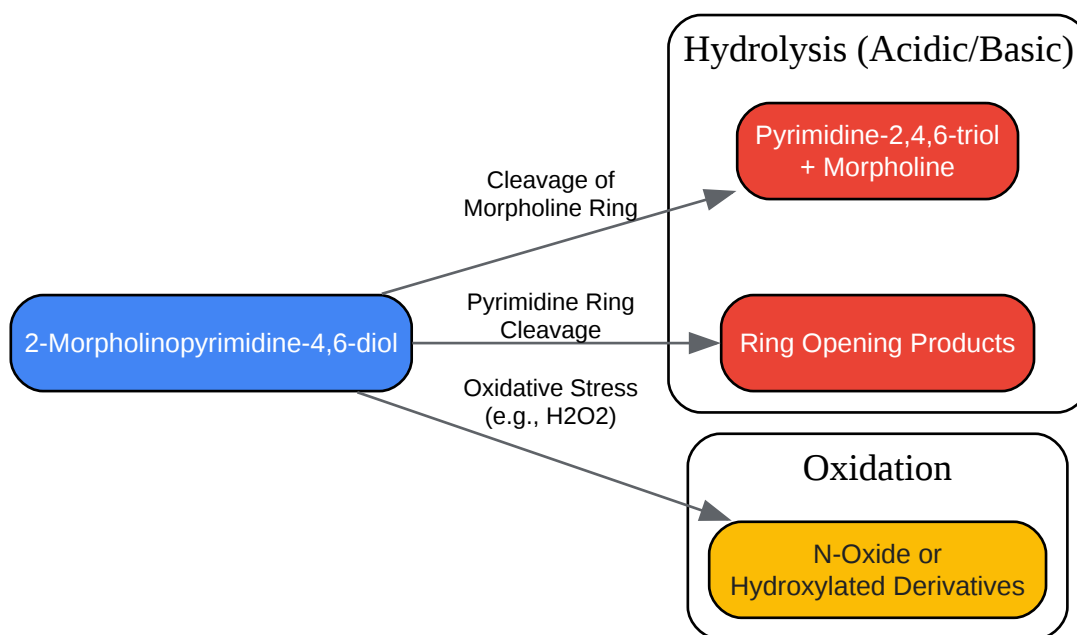 Hydrolysis (Acidic/Basic)
Pyrimidine-2,4,6-triol
+ Morpholine
Cleavage of
Morpholine Ring
2-Morpholinopyrimidine-4,6-diol
Pyrimidine Ring
Cleavage
Ring Opening Products
Oxidative Stress
(e.g., H2O2)
Oxidation
N-Oxide or
Hydroxylated Derivatives